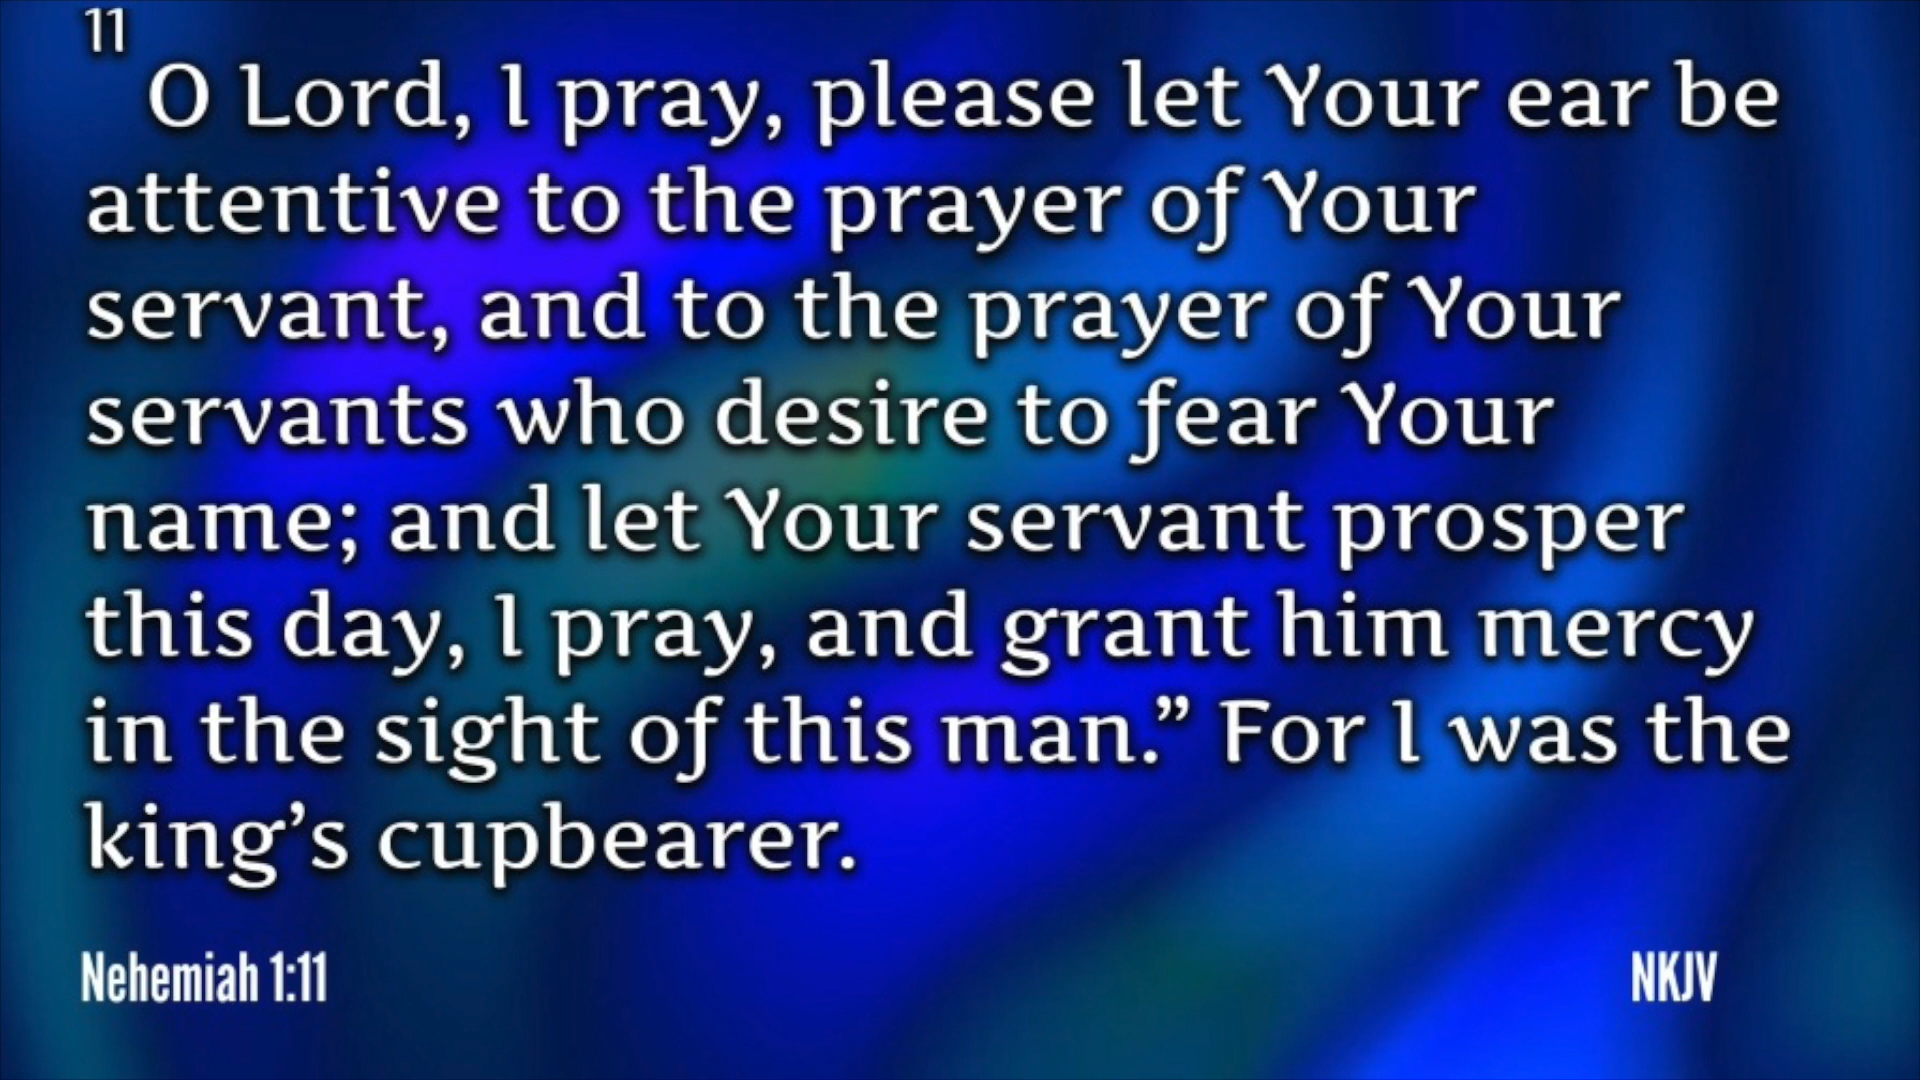 11
O Lord, I pray, please let Your ear be
attentive to the prayer of Your
servant, and to the prayer of Your
servants who desire to fear Your
name; and let Your servant prosper
this day, I pray, and grant him mercy
in the sight of this man.” For I was the
king’s cupbearer.
Nehemiah 1:11
NKJV